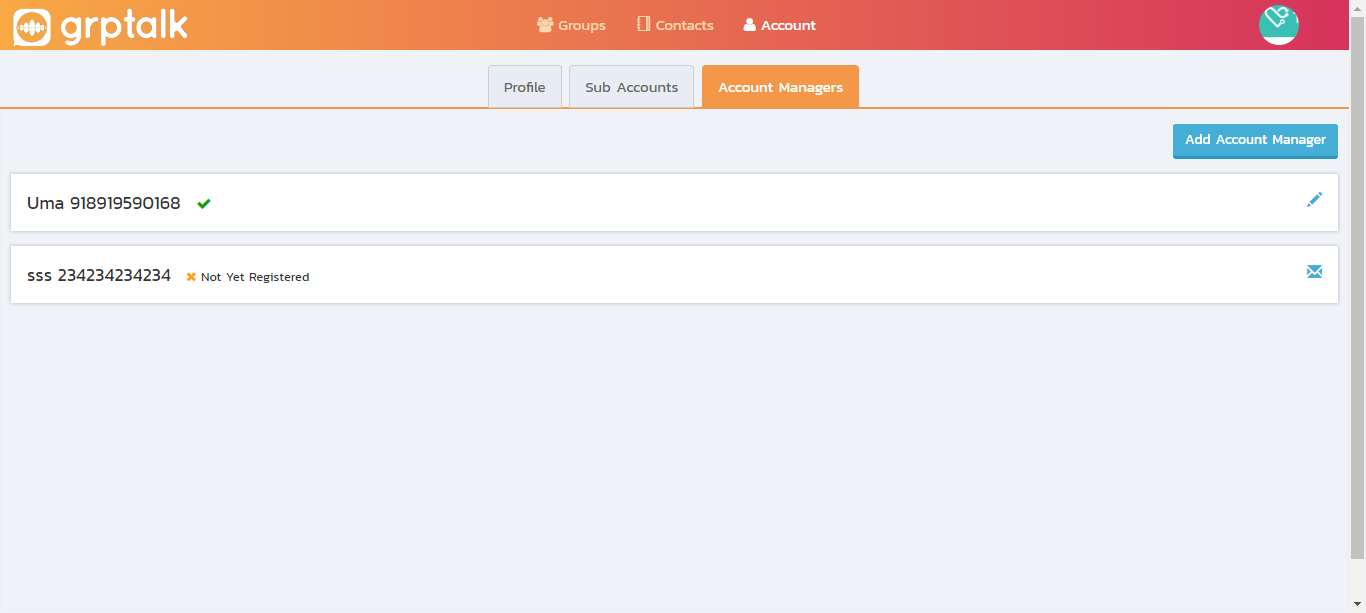 grptalk
Groups Contacts Account
Profile Sub Accounts Account Managers
Add Account Manager
Uma 918919590168
sss 234234234234 Not Yet Registered